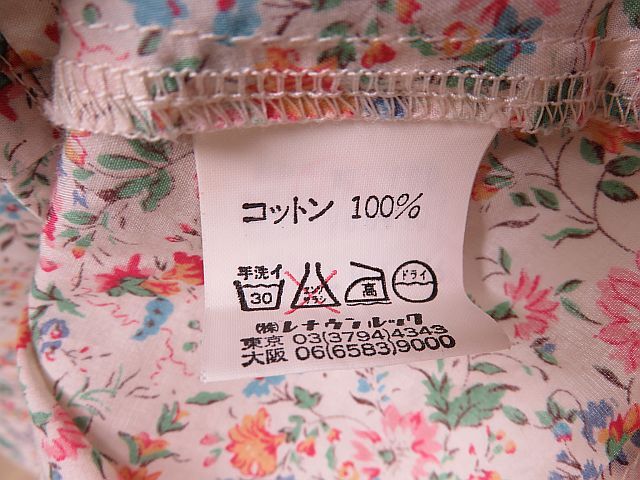 コットン 100%
手洗イ
30 エンソサラシ 高 ドライ
(株)レナウンルック
東京 03(3794)4343
大阪 06(6583)9000